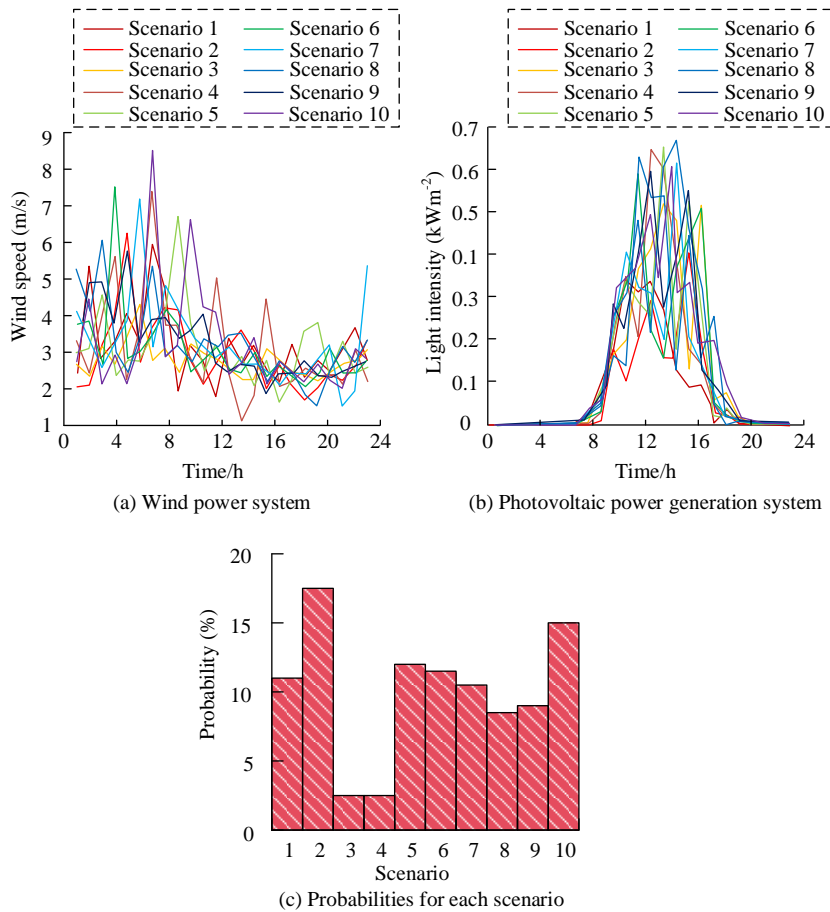 Scenario 1 Scenario 6
Scenario 2 Scenario 7
Scenario 3 Scenario 8
Scenario 4 Scenario 9
Scenario 5 Scenario 10
9
8
7
6
5
4
3
2
1
Wind speed (m/s)
0 4 8 12 16 20 24
Time/h
(a) Wind power system
Scenario 1 Scenario 6
Scenario 2 Scenario 7
Scenario 3 Scenario 8
Scenario 4 Scenario 9
Scenario 5 Scenario 10
0.7
0.6
0.5
0.3
0.1
0
Light intensity (kWm⁻²)
0 4 8 12 16 20 24
Time/h
(b) Photovoltaic power generation system
20
15
10
5
0
Probability (%)
1 2 3 4 5 6 7 8 9 10
Scenario
(c) Probabilities for each scenario